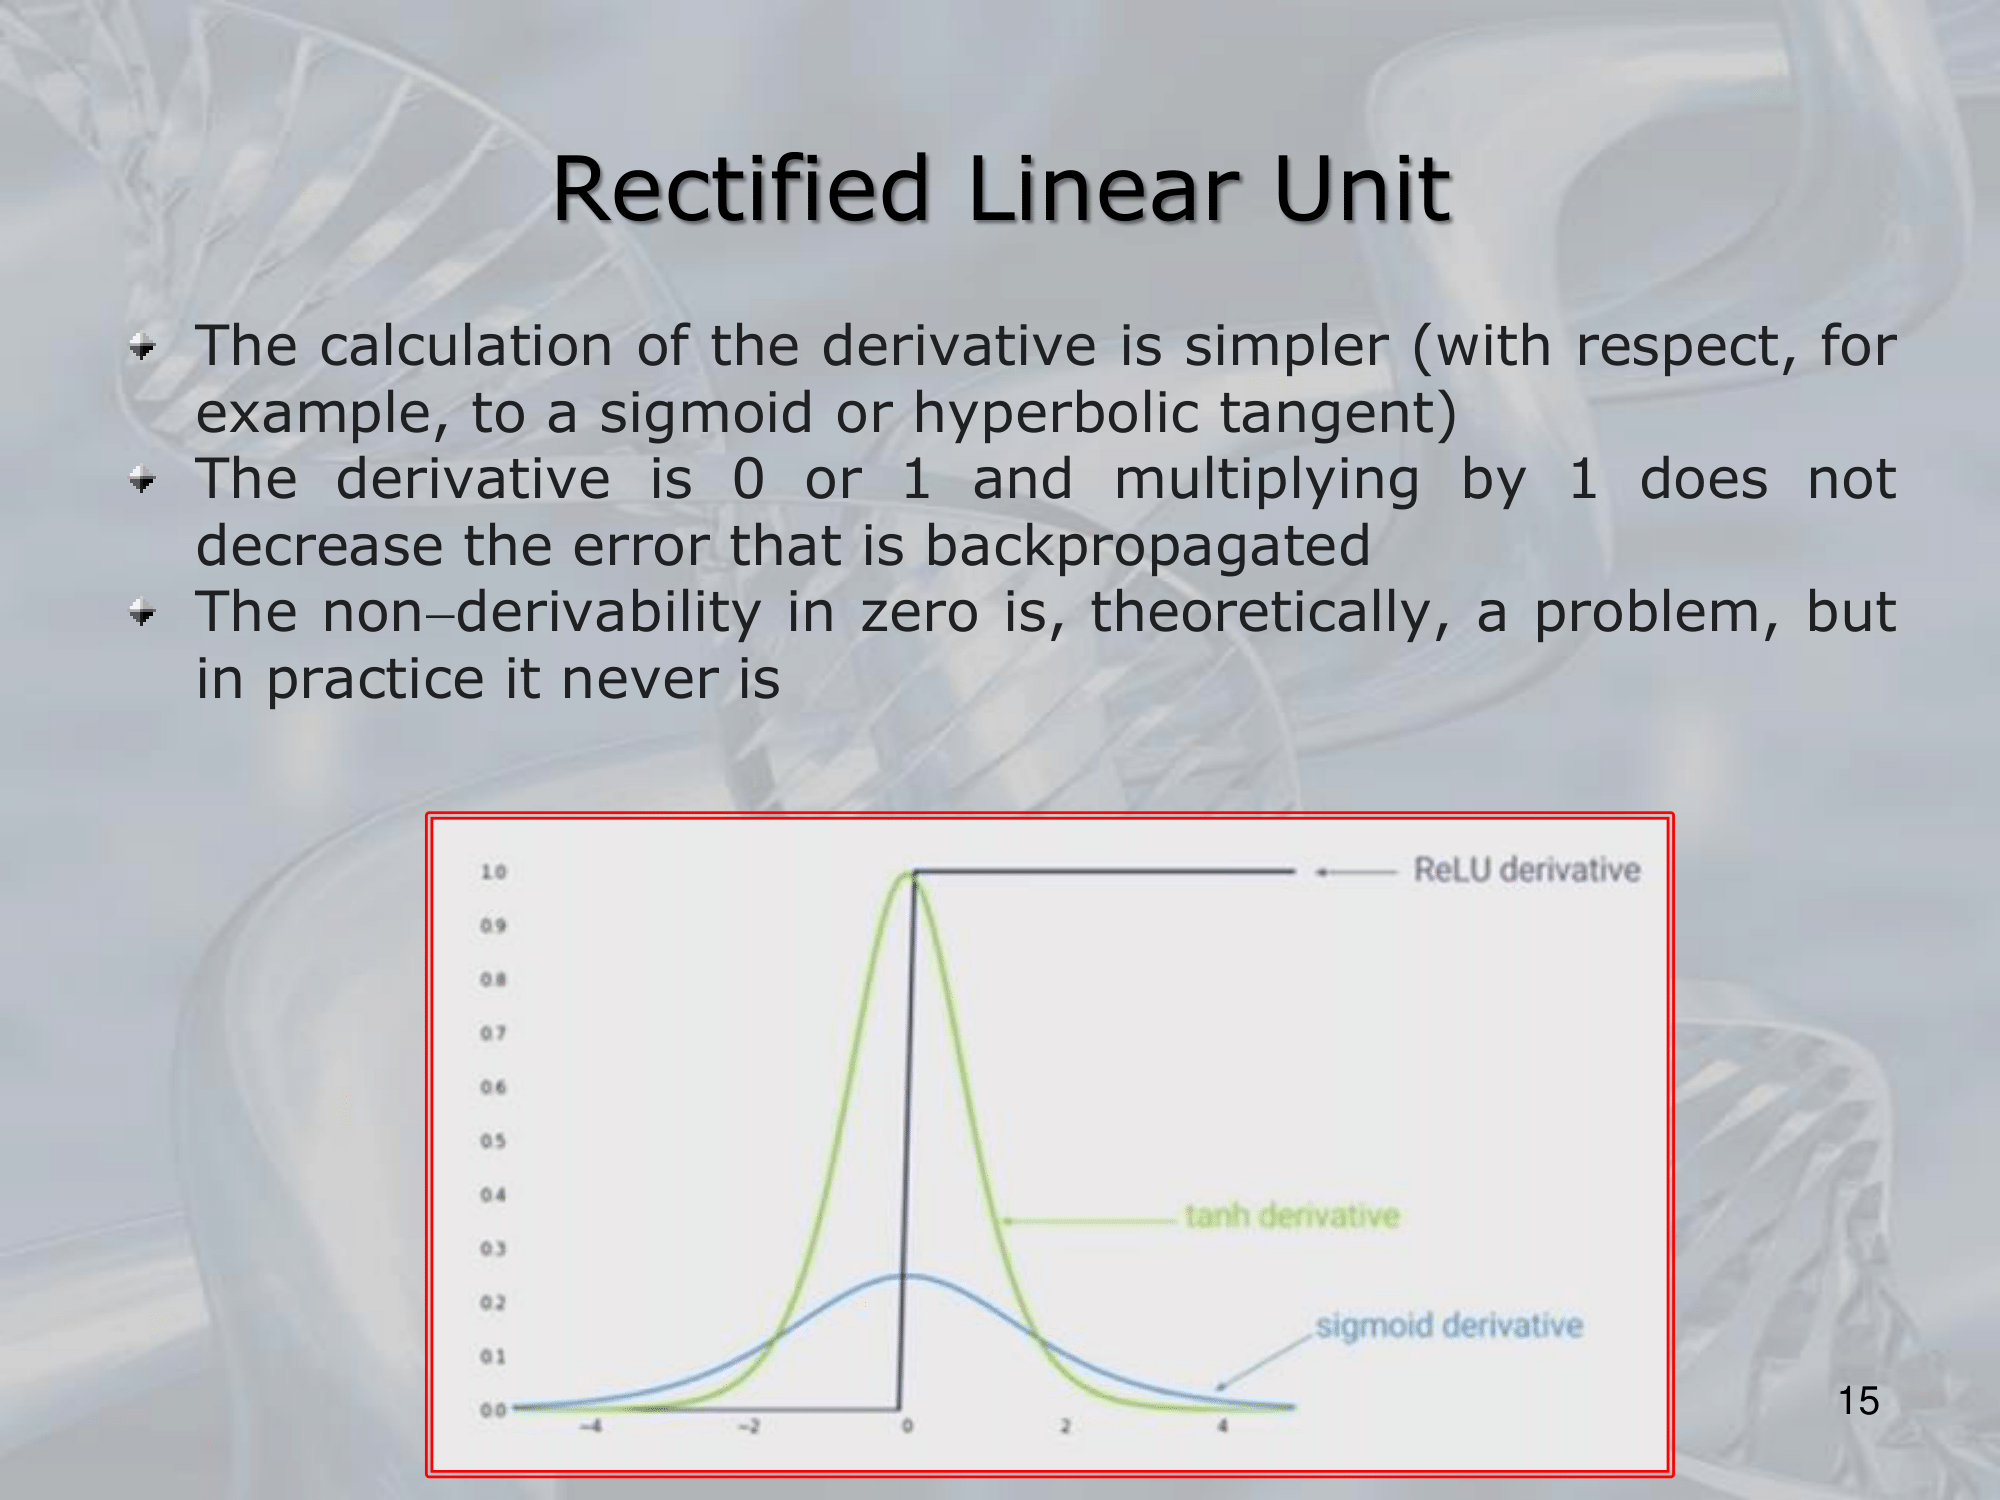 Rectified Linear Unit
The calculation of the derivative is simpler (with respect, for
example, to a sigmoid or hyperbolic tangent)
The derivative is 0 or 1 and multiplying by 1 does not
decrease the error that is backpropagated
The non–derivability in zero is, theoretically, a problem, but
in practice it never is
1.0
ReLU derivative
0.9
0.8
0.7
0.6
0.5
0.4
tanh derivative
0.3
0.2
sigmoid derivative
0.1
0.0
−4 −2 0 2 4
15